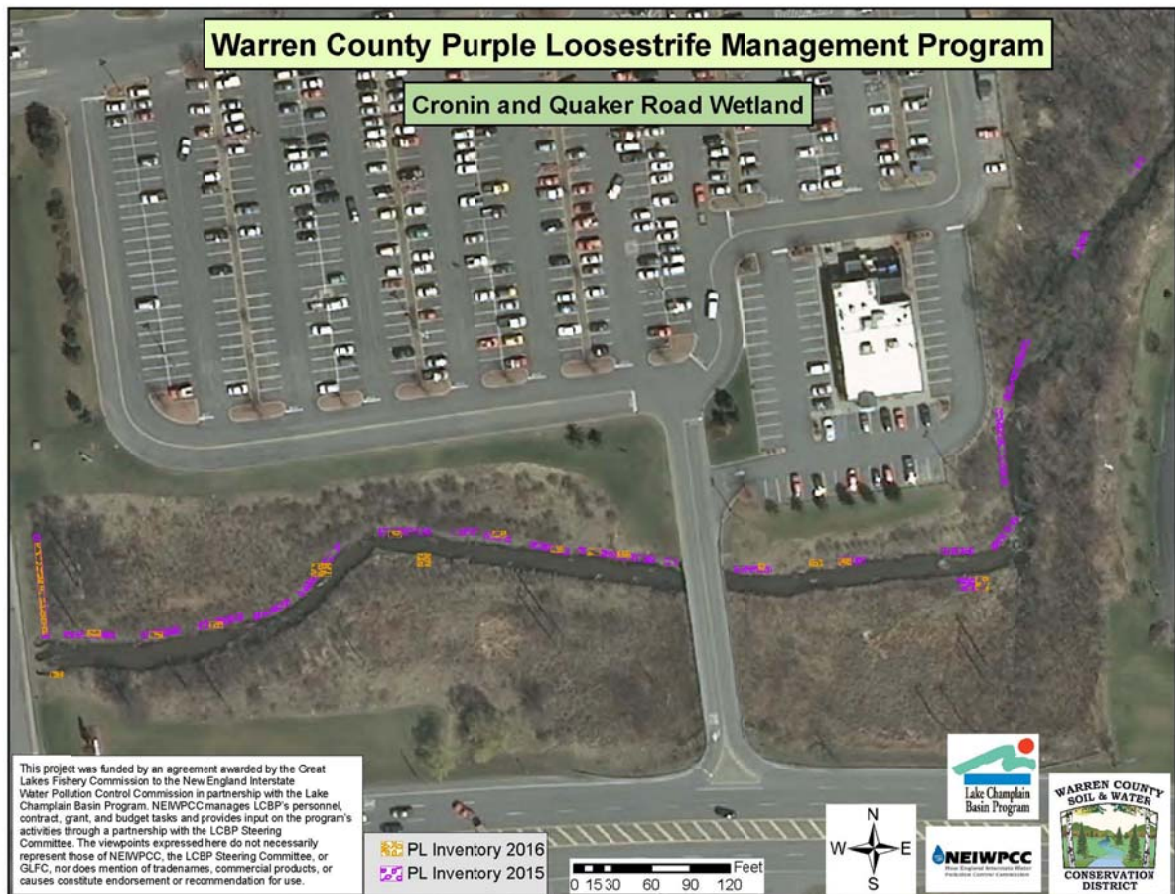 Warren County Purple Loosestrife Management Program
Cronin and Quaker Road Wetland
This project was funded by an agreement awarded by the Great
Lakes Fishery Commission to the NewEngland Interstate
Water Pollution Control Commission in partnership with the Lake
Champlain Basin Program. NEIWPCC manages LCBP's personnel,
contract, grant, and budget tasks and provides input on the program's
activities through a partnership with the LCBP Steering
Committee. The viewpoints expressed here do not necessarily
represent those of NEIWPCC, the LCBP Steering Committee, or
GLFC, nor does mention of tradenames, commercial products, or
causes constitute endorsement or recommendation for use.
PL Inventory 2016
PL Inventory 2015
Feet
0 15 30 60 90 120
N
W E
S
Lake Champlain
Basin Program
NEIWPCC
New England Interstate
Water Pollution Control Commission
WARREN COUNTY
SOIL & WATER
CONSERVATION
DISTRICT